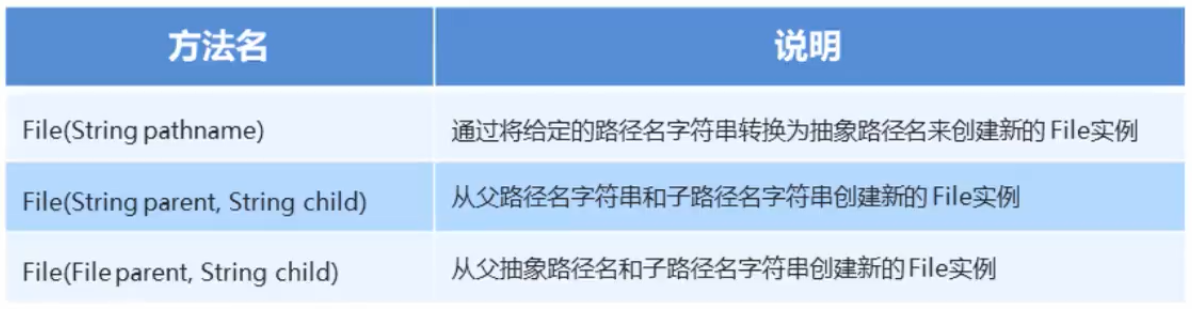 方法名 说明
File(String pathname) 通过将给定的路径名字符串转换为抽象路径名来创建新的 File实例
File(String parent, String child) 从父路径名字符串和子路径名字符串创建新的 File实例
File(File parent, String child) 从父抽象路径名和子路径名字符串创建新的 File实例